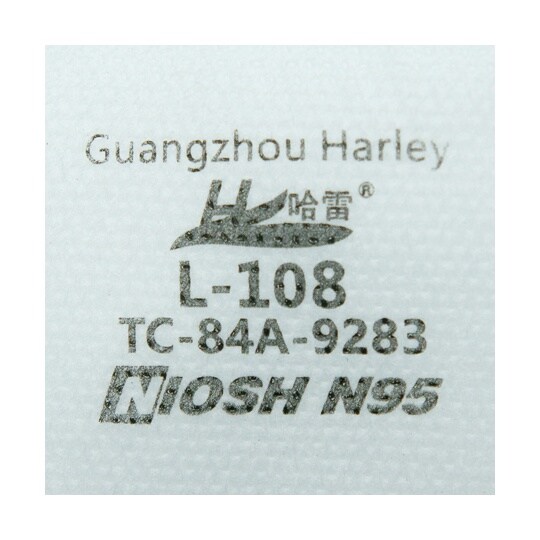 Guangzhou Harley
H 哈雷®
L-108
TC-84A-9283
NIOSH N95